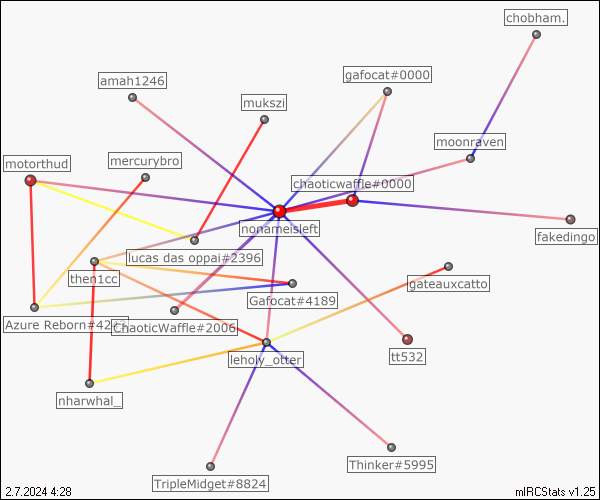 chobham.
gafocat#0000
amah1246
mukszi
moonraven
mercurybro
motorthud
chaoticwaffle#0000
nonameisleft
fakedingo
lucas das oppai#2396
then1cc
gateauxcatto
Gafocat#4189
Azure Reborn#42
ChaoticWaffle#2006
leholy_otter
tt532
nharwhal_
Thinker#5995
TripleMidget#8824
2.7.2024 4:28
mIRCStats v1.25